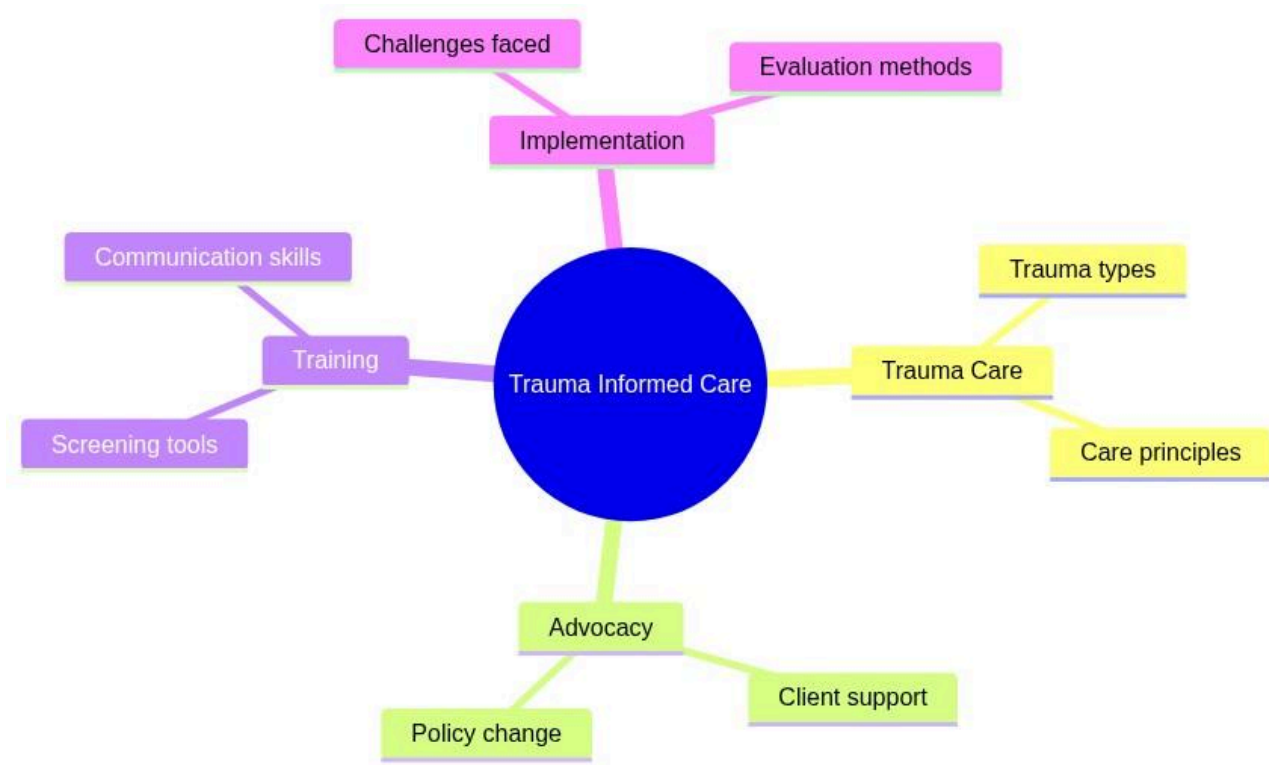 Challenges faced
Evaluation methods
Implementation
Communication skills
Trauma types
Training
Trauma Care
Trauma Informed Care
Screening tools
Care principles
Advocacy
Client support
Policy change